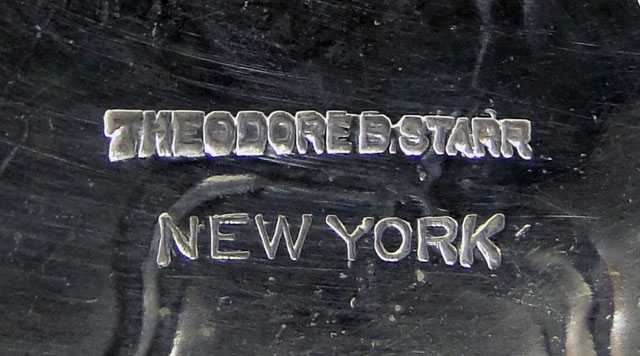 THEODORE B. STARR
NEW YORK